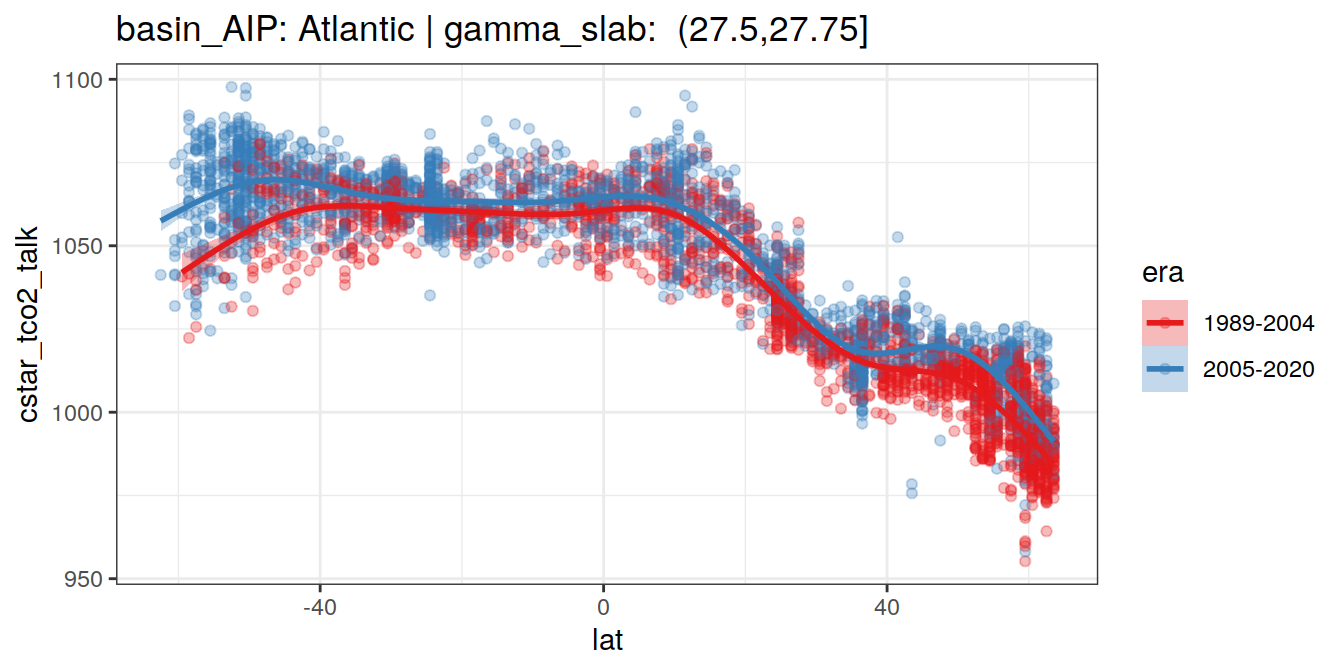 basin_AIP: Atlantic | gamma_slab:  (27.5,27.75]
1100
1050
1000
950
cstar_tco2_talk
-40
0
40
lat
era
1989-2004
2005-2020